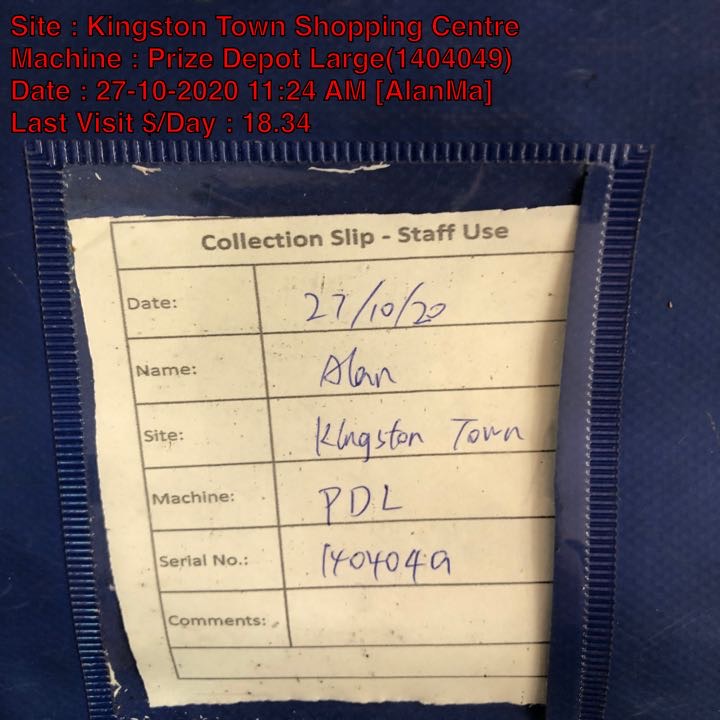 Site : Kingston Town Shopping Centre
Machine : Prize Depot Large(1404049)
Date : 27-10-2020 11:24 AM [AlanMa]
Last Visit $/Day : 18.34
Collection Slip - Staff Use
Date: 27/10/20
Name: Alan
Site: Kingston Town
Machine: PDL
Serial No.: 1404049
Comments: